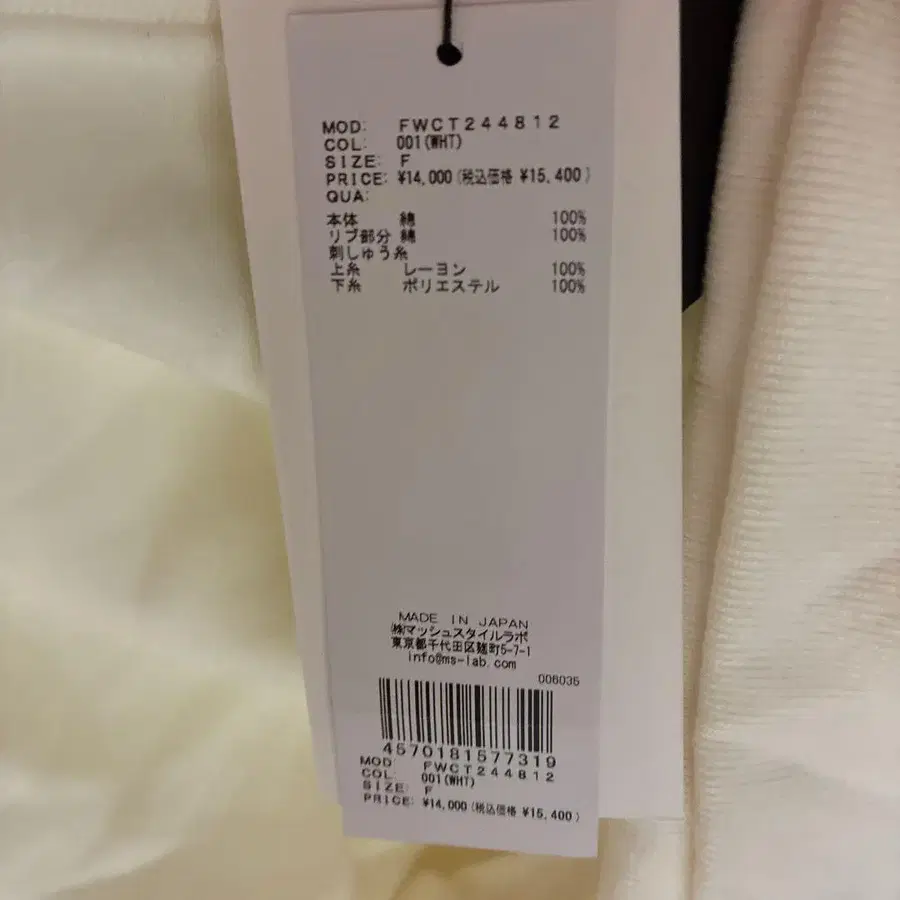 MOD: FWCT244812
COL: 001(WHT)
SIZE: F
PRICE: ¥14,000(税込価格 ¥15,400)
QUA:
本体 綿 100%
リブ部分 綿 100%
刺しゅう糸
上糸 レーヨン 100%
下糸 ポリエステル 100%
MADE IN JAPAN
㈱マッシュスタイルラボ
東京都千代田区麹町5-7-1
info@ms-lab.com
006035
4570181577319
MOD: FWCT244812
COL: 001(WHT)
SIZE: F
PRICE: ¥14,000(税込価格 ¥15,400)